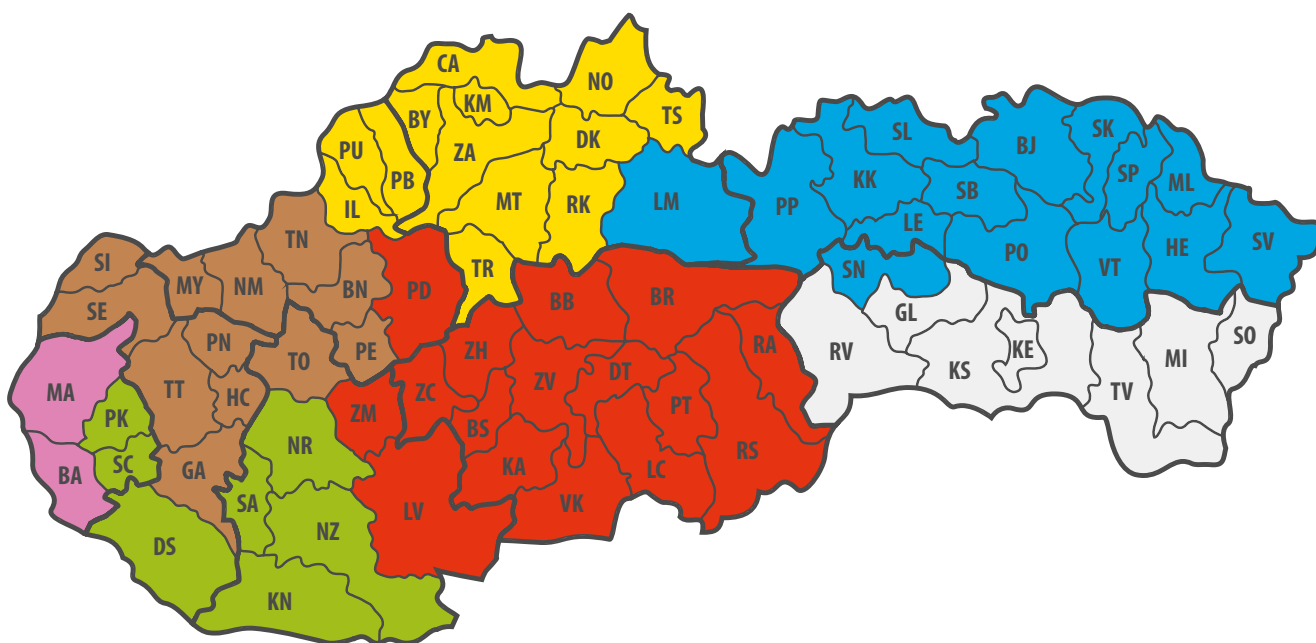 CA
NO
KM
TS
BY
DK
ZA
PU
PB
IL
MT
RK
LM
TR
SL
SK
BJ
SP
ML
KK
PP
SB
LE
PO
VT
HE
SV
SN
TN
SI
MY
NM
BN
SE
PN
TO
PE
TT
HC
GA
PD
BB
BR
RA
ZH
ZC
ZV
DT
PT
ZM
BS
KA
LC
RS
LV
VK
GL
RV
KS
KE
TV
MI
SO
MA
BA
PK
SC
NR
SA
NZ
DS
KN